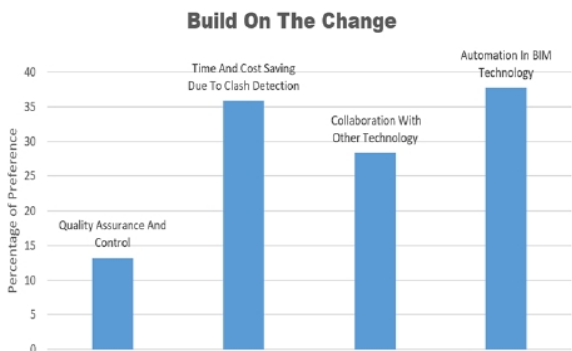 Build On The Change
Automation In BIM
Technology
Time And Cost Saving
Due To Clash Detection
Collaboration With
Other Technology
Quality Assurance And
Control
Percentage of Preference
40
35
30
25
20
15
10
5
0